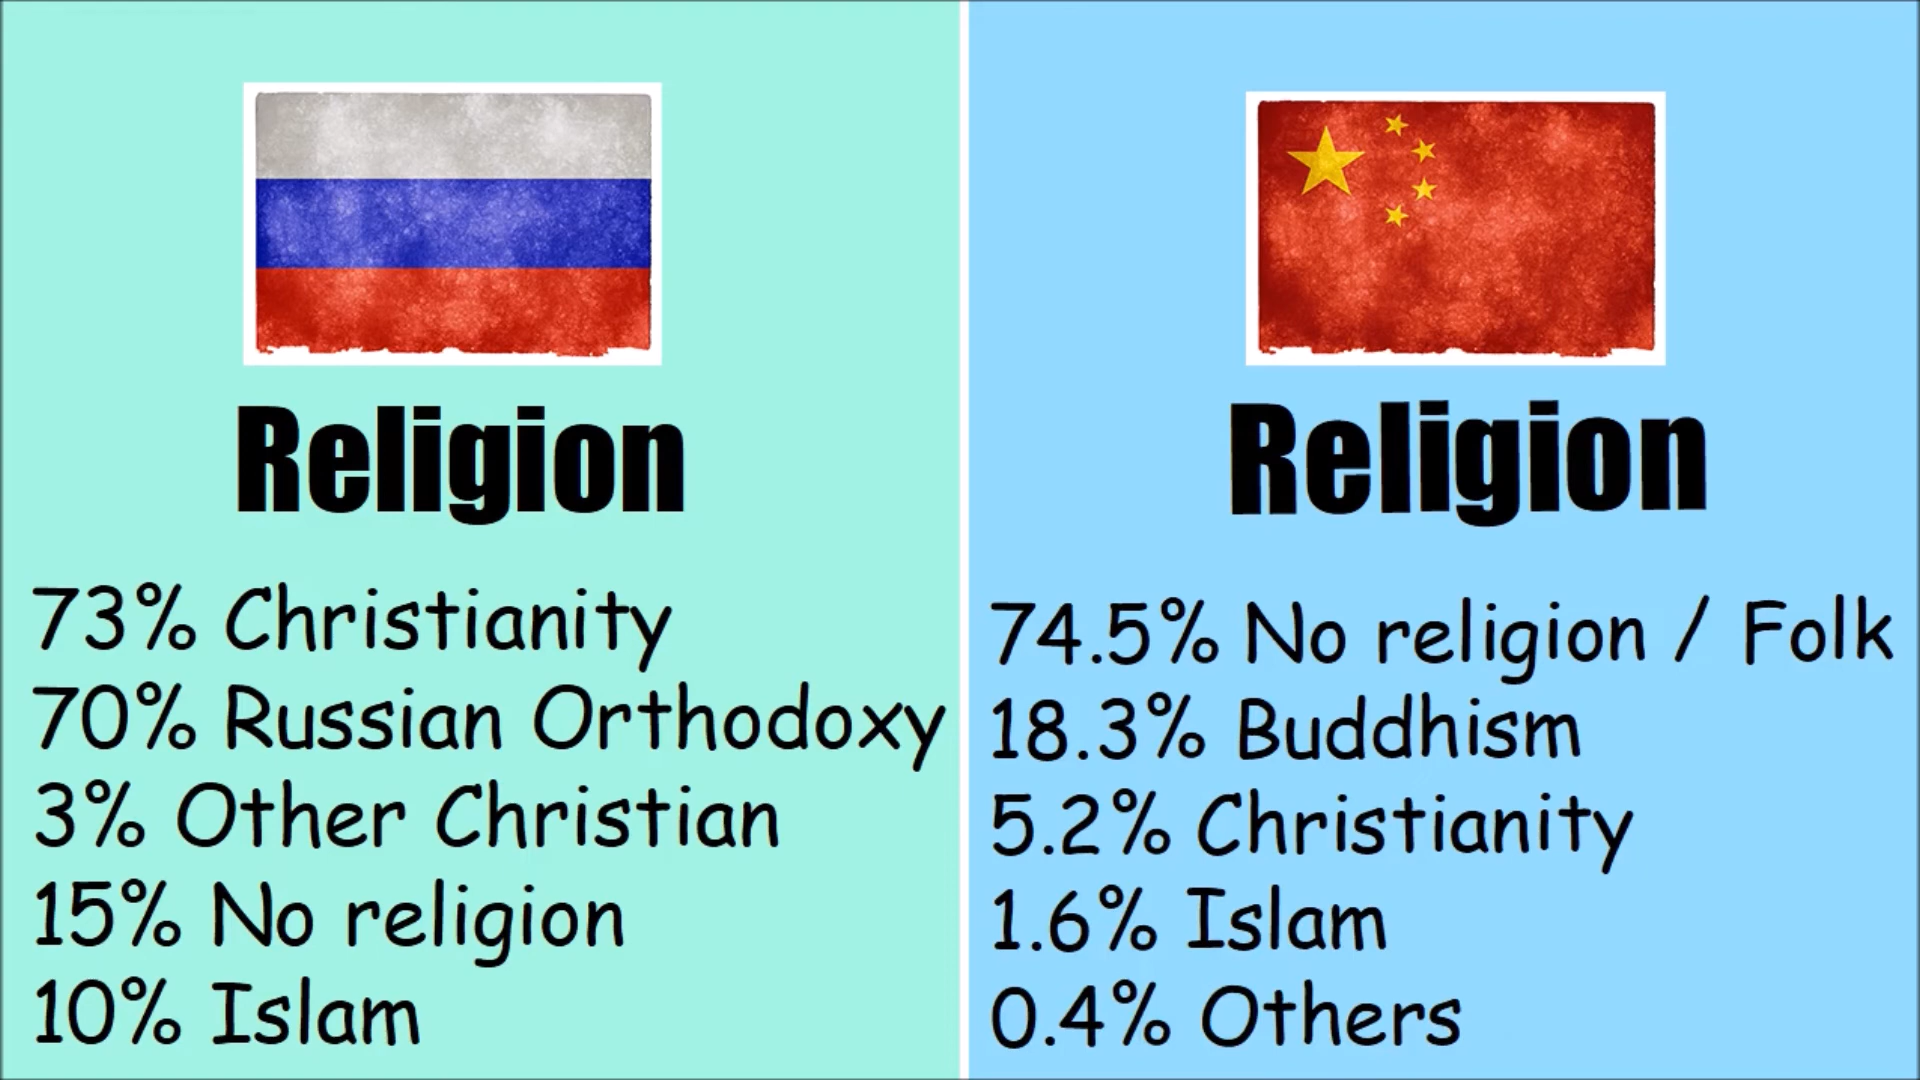 Religion
73% Christianity
70% Russian Orthodoxy
3% Other Christian
15% No religion
10% Islam
Religion
74.5% No religion / Folk
18.3% Buddhism
5.2% Christianity
1.6% Islam
0.4% Others